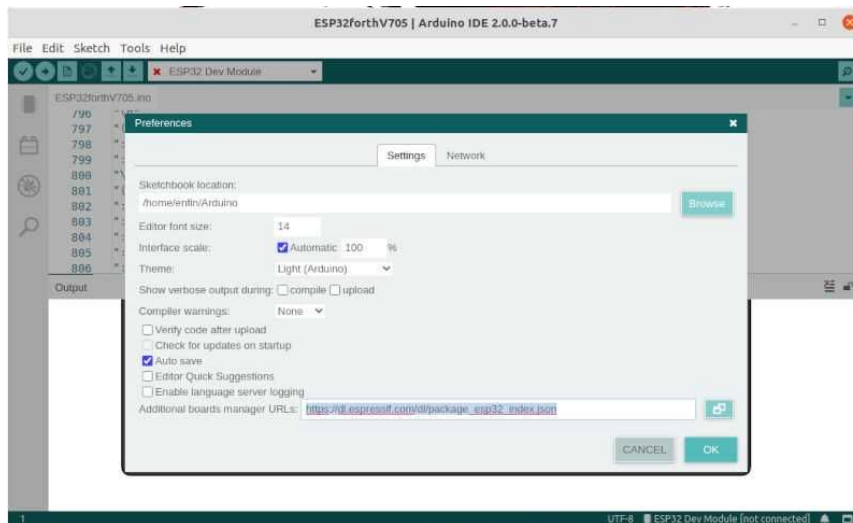 ESP32forthV705 | Arduino IDE 2.0.0-beta.7
File Edit Sketch Tools Help
ESP32 Dev Module
ESP32forthV705.ino
796
797
798
799
800
801
802
803
804
805
806
Preferences
Settings Network
Sketchbook location:
/home/enfin/Arduino
Browse
Editor font size: 14
Interface scale: Automatic 100 %
Theme: Light (Arduino)
Show verbose output during: compile upload
Compiler warnings: None
Verify code after upload
Check for updates on startup
Auto save
Editor Quick Suggestions
Enable language server logging
Additional boards manager URLs: https://dl.espressif.com/dl/package_esp32_index.json
CANCEL OK
Output
1 UTF-8 ESP32 Dev Module [not connected]